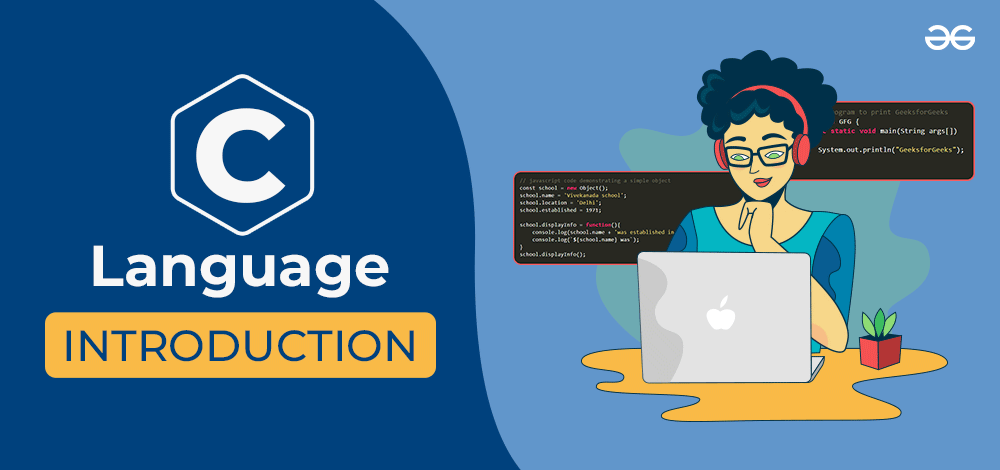 C
Language
INTRODUCTION
program to print GeeksforGeeks
GFG {
static void main(String args[])
System.out.println("GeeksforGeeks");
// javascript code demonstrating a simple object
const school = new Object();
school.name = 'Vivekanada school';
school.location = 'Delhi';
school.established = 1971;
school.displayInfo = function(){
console.log(school.name + 'was established in
console.log(`${school.name} was`);
}
school.displayInfo();